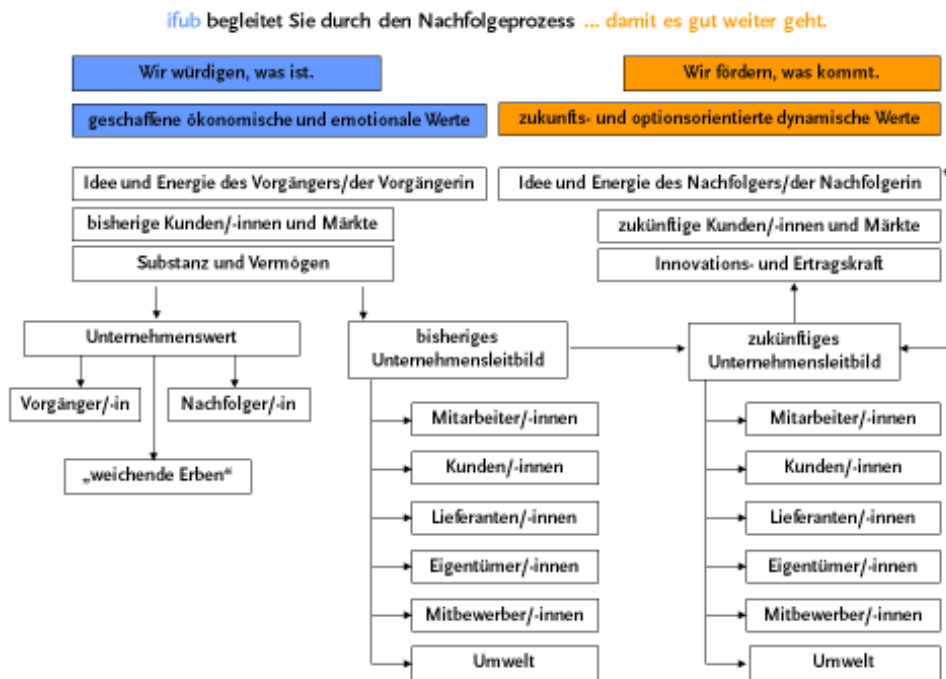 ifub begleitet Sie durch den Nachfolgeprozess ... damit es gut weiter geht.
Wir würdigen, was ist.
Wir fördern, was kommt.
geschaffene ökonomische und emotionale Werte
zukunfts- und optionsorientierte dynamische Werte
Idee und Energie des Vorgängers/der Vorgängerin
Idee und Energie des Nachfolgers/der Nachfolgerin
bisherige Kunden/-innen und Märkte
zukünftige Kunden/-innen und Märkte
Substanz und Vermögen
Innovations- und Ertragskraft
Unternehmenswert
bisheriges
Unternehmensleitbild
zukünftiges
Unternehmensleitbild
Vorgänger/-in
Nachfolger/-in
„weichende Erben“
Mitarbeiter/-innen
Kunden/-innen
Lieferanten/-innen
Eigentümer/-innen
Mitbewerber/-innen
Umwelt
Mitarbeiter/-innen
Kunden/-innen
Lieferanten/-innen
Eigentümer/-innen
Mitbewerber/-innen
Umwelt